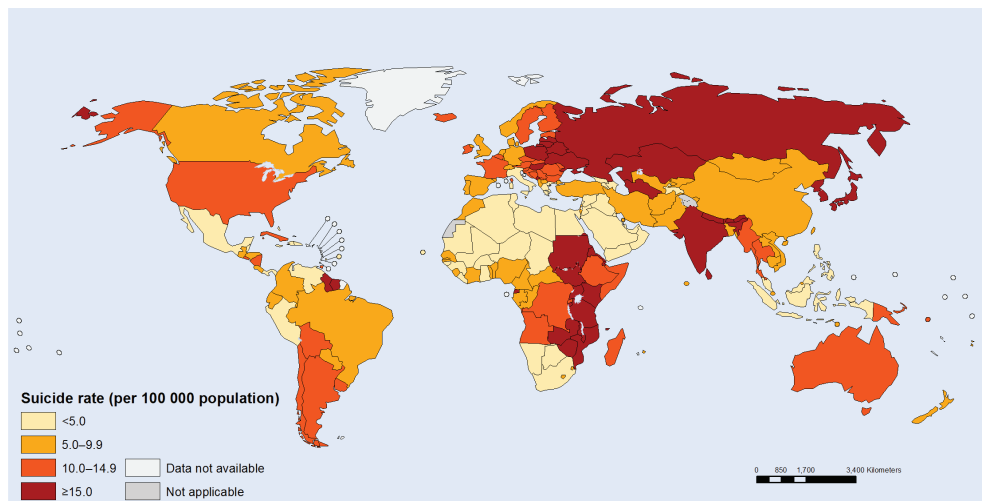 Suicide rate (per 100 000 population)
<5.0
5.0–9.9
10.0–14.9
≥15.0
Data not available
Not applicable
0 850 1,700 3,400 Kilometers